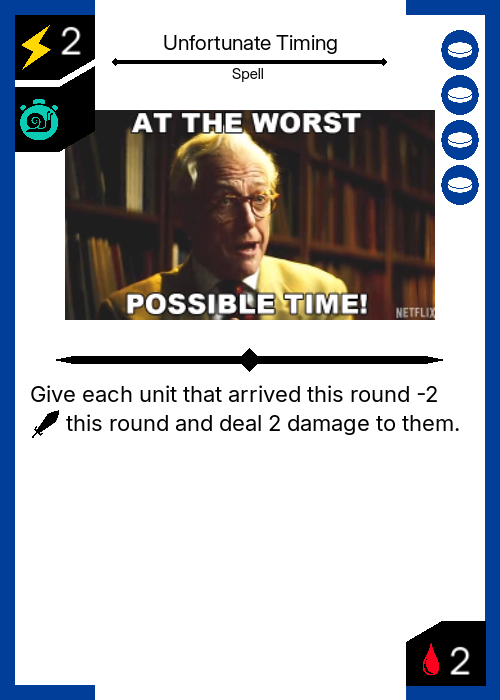 2
Unfortunate Timing
Spell
AT THE WORST
POSSIBLE TIME!
NETFLIX
Give each unit that arrived this round -2
this round and deal 2 damage to them.
2